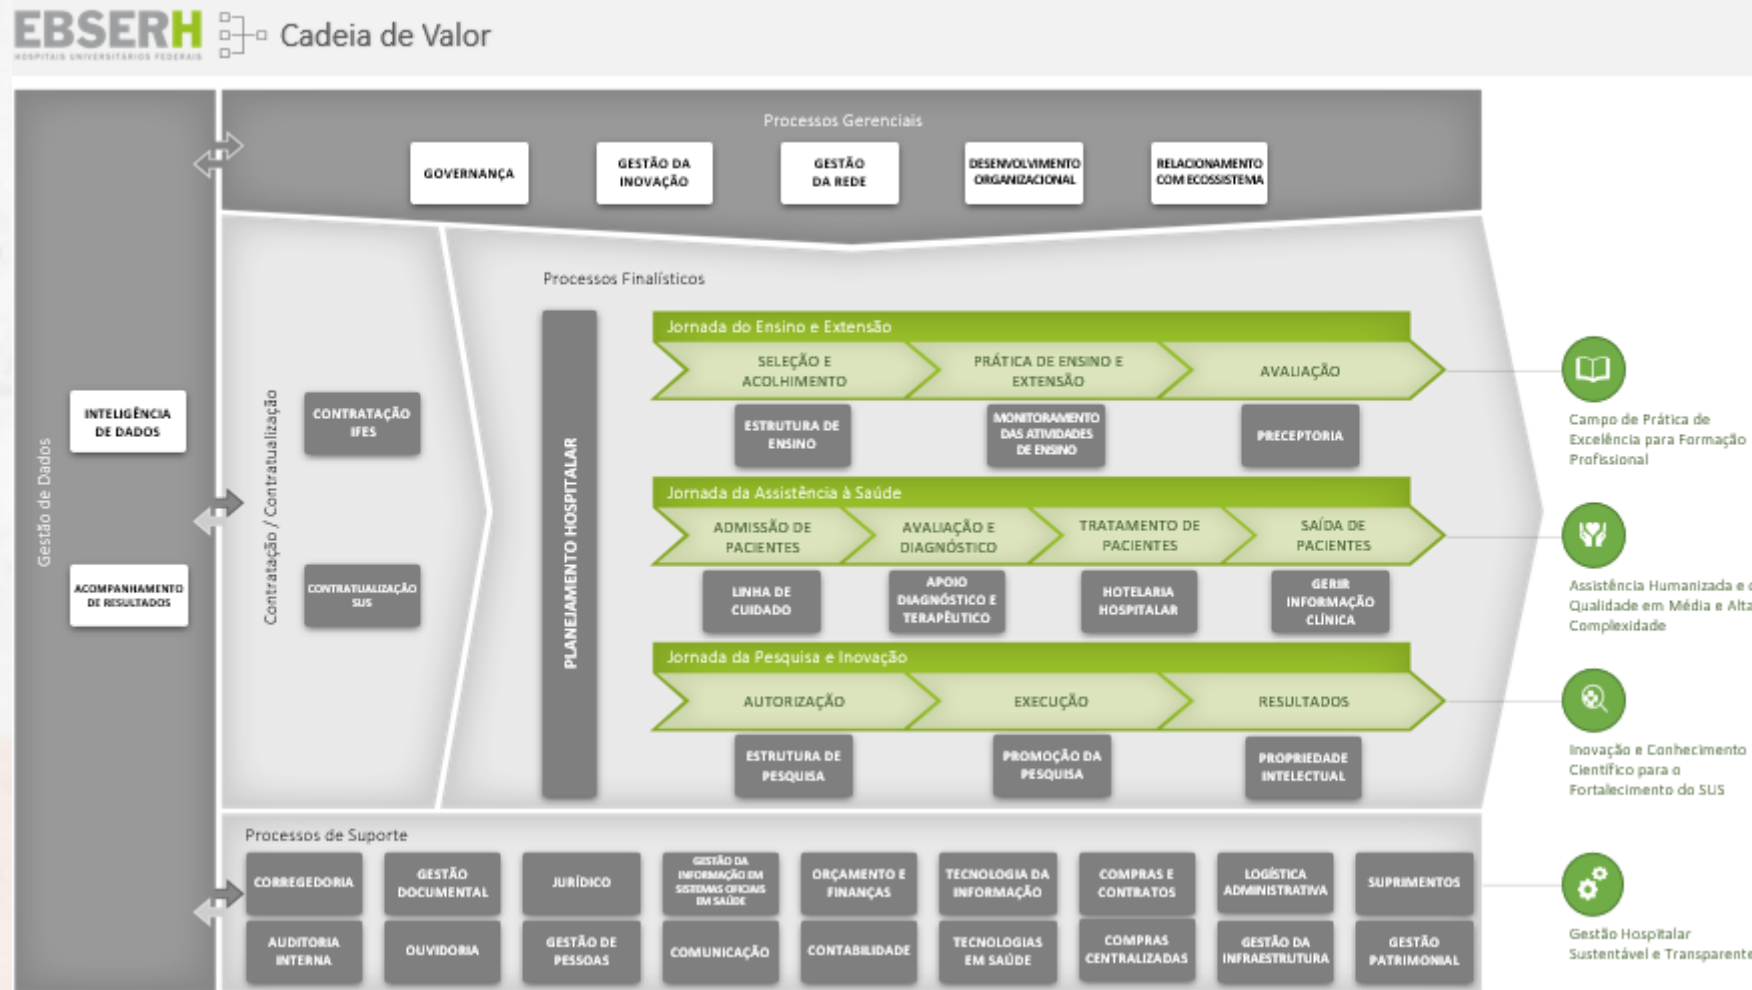 EBSERH
HOSPITAIS UNIVERSITÁRIOS FEDERAIS
Cadeia de Valor
Processos Gerenciais
GOVERNANÇA
GESTÃO DA
INOVAÇÃO
GESTÃO
DA REDE
DESENVOLVIMENTO
ORGANIZACIONAL
RELACIONAMENTO
COM ECOSSISTEMA
Gestão de Dados
INTELIGÊNCIA
DE DADOS
ACOMPANHAMENTO
DE RESULTADOS
Contratação / Contratualização
CONTRATAÇÃO
IFES
CONTRATUALIZAÇÃO
SUS
Processos Finalísticos
PLANEJAMENTO HOSPITALAR
Jornada do Ensino e Extensão
SELEÇÃO E
ACOLHIMENTO
PRÁTICA DE ENSINO E
EXTENSÃO
AVALIAÇÃO
ESTRUTURA DE
ENSINO
MONITORAMENTO
DAS ATIVIDADES
DE ENSINO
PRECEPTORIA
Jornada da Assistência à Saúde
ADMISSÃO DE
PACIENTES
AVALIAÇÃO E
DIAGNÓSTICO
TRATAMENTO DE
PACIENTES
SAÍDA DE
PACIENTES
LINHA DE
CUIDADO
APOIO
DIAGNÓSTICO E
TERAPÊUTICO
HOTELARIA
HOSPITALAR
GERIR
INFORMAÇÃO
CLÍNICA
Jornada da Pesquisa e Inovação
AUTORIZAÇÃO
EXECUÇÃO
RESULTADOS
ESTRUTURA DE
PESQUISA
PROMOÇÃO DA
PESQUISA
PROPRIEDADE
INTELECTUAL
Campo de Prática de
Excelência para Formação
Profissional
Assistência Humanizada e
Qualidade em Média e Alta
Complexidade
Inovação e Conhecimento
Científico para o
Fortalecimento do SUS
Processos de Suporte
CORREGEDORIA
GESTÃO
DOCUMENTAL
JURÍDICO
GESTÃO DA
INFORMAÇÃO EM
SISTEMAS OFICIAIS
EM SAÚDE
ORÇAMENTO E
FINANÇAS
TECNOLOGIA DA
INFORMAÇÃO
COMPRAS E
CONTRATOS
LOGÍSTICA
ADMINISTRATIVA
SUPRIMENTOS
AUDITORIA
INTERNA
OUVIDORIA
GESTÃO DE
PESSOAS
COMUNICAÇÃO
CONTABILIDADE
TECNOLOGIAS
EM SAÚDE
COMPRAS
CENTRALIZADAS
GESTÃO DA
INFRAESTRUTURA
GESTÃO
PATRIMONIAL
Gestão Hospitalar
Sustentável e Transparente